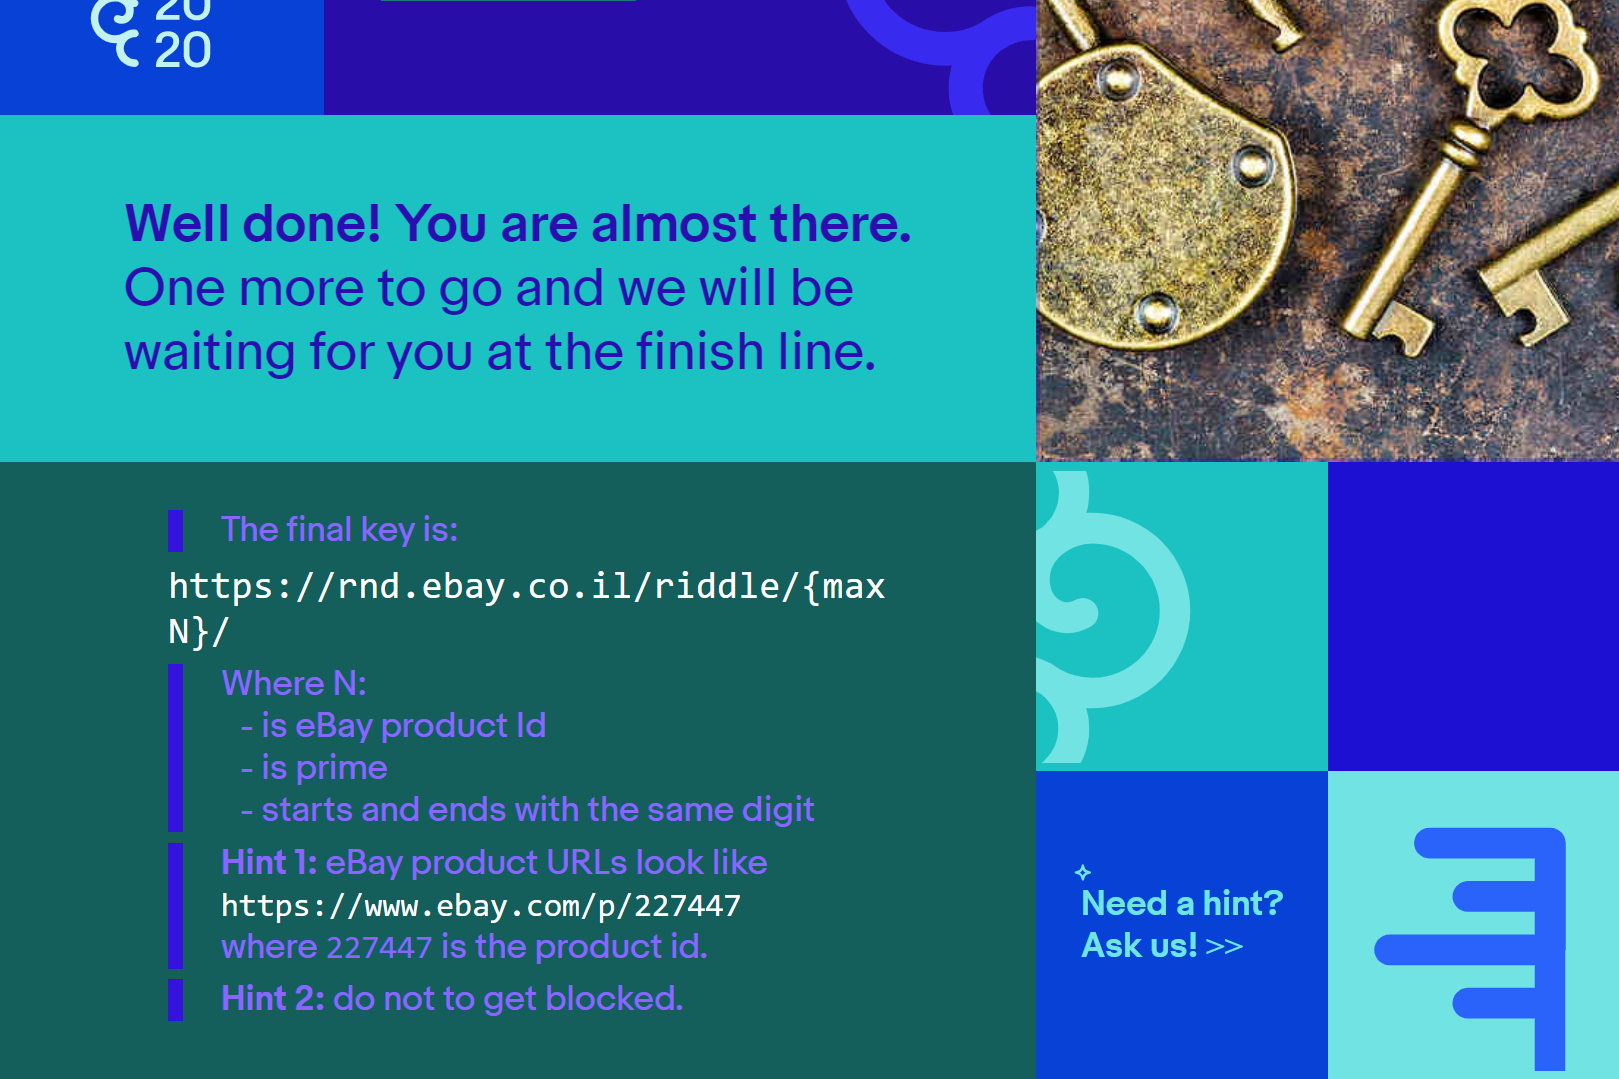 20
20
Well done! You are almost there.
One more to go and we will be
waiting for you at the finish line.
The final key is:
https://rnd.ebay.co.il/riddle/{max
N}/
Where N:
- is eBay product Id
- is prime
- starts and ends with the same digit
Hint 1: eBay product URLs look like
https://www.ebay.com/p/227447
where 227447 is the product id.
Hint 2: do not to get blocked.
Need a hint?
Ask us! >>